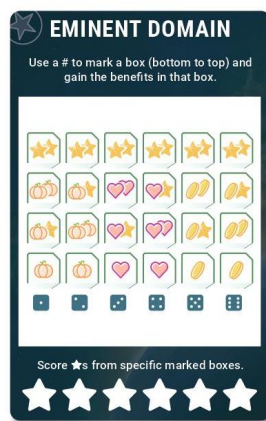 EMINENT DOMAIN
Use a # to mark a box (bottom to top) and
gain the benefits in that box.
Score ★s from specific marked boxes.